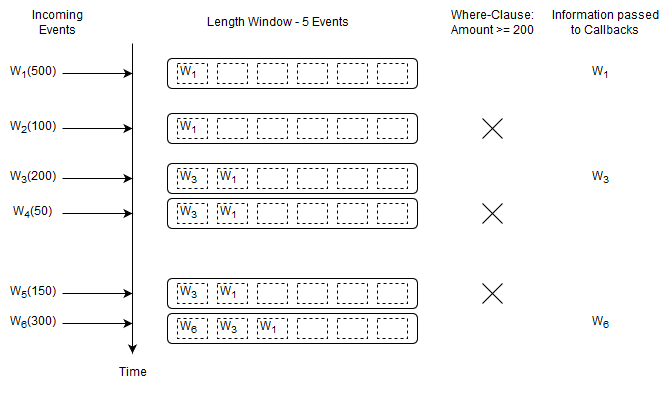 Incoming
Events
Length Window - 5 Events
Where-Clause:
Amount >= 200
Information passed
to Callbacks
W₁(500)
W₁
W₁
W₂(100)
W₁
W₃(200)
W₃ W₁
W₃
W₄(50)
W₃ W₁
W₅(150)
W₃ W₁
W₆(300)
W₆ W₃ W₁
W₆
Time